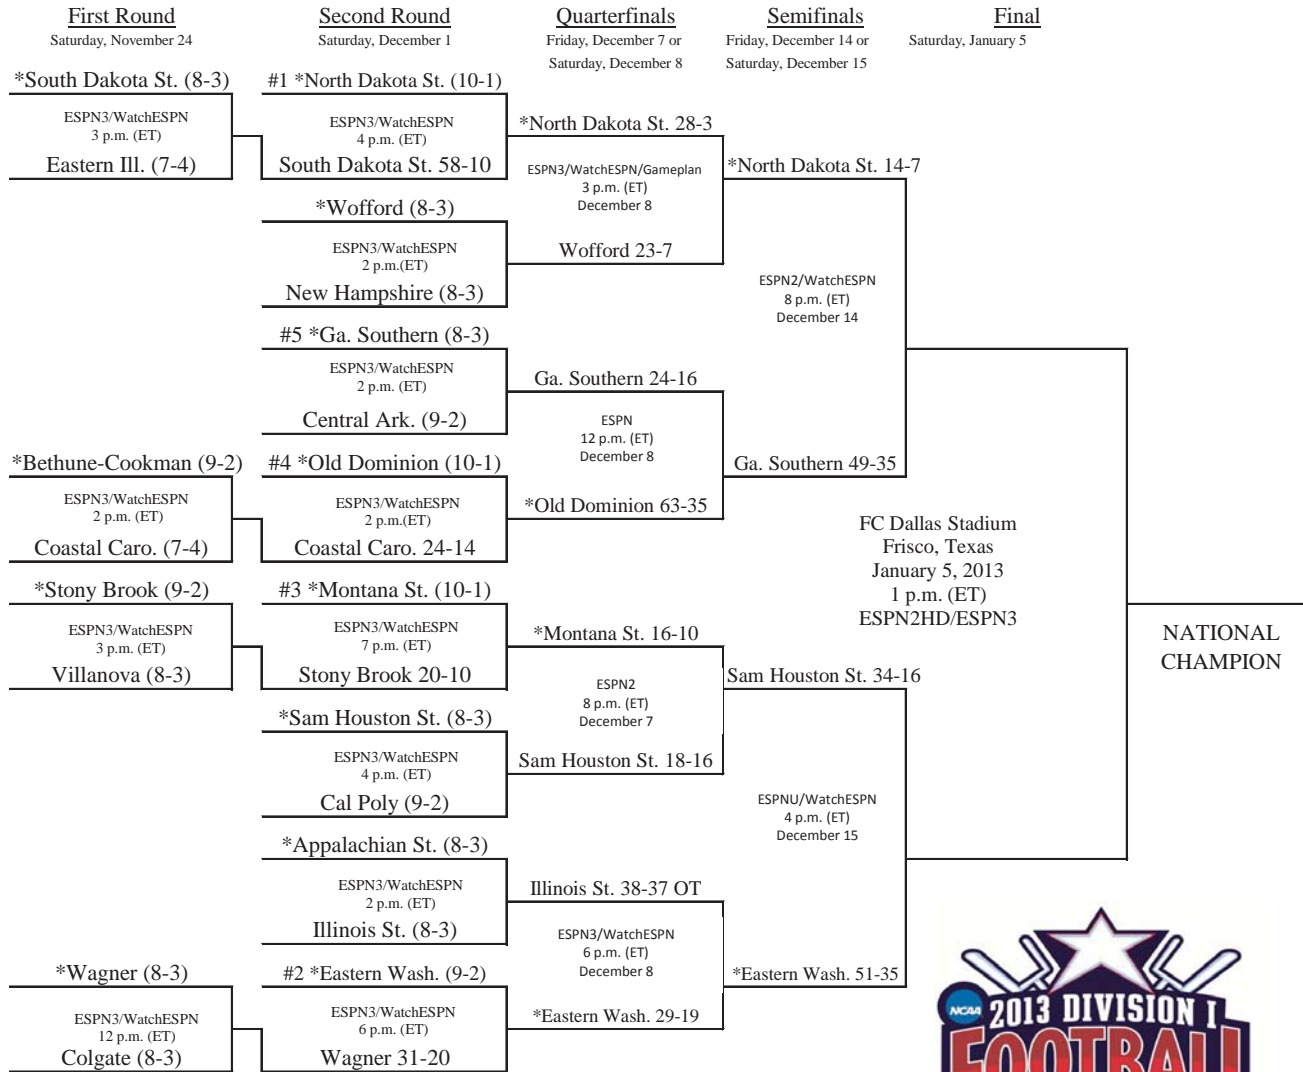 First Round
Saturday, November 24
Second Round
Saturday, December 1
Quarterfinals
Friday, December 7 or
Saturday, December 8
Semifinals
Friday, December 14 or
Saturday, December 15
Final
Saturday, January 5
*South Dakota St. (8-3)
ESPN3/WatchESPN
3 p.m. (ET)
Eastern Ill. (7-4)
*Bethune-Cookman (9-2)
ESPN3/WatchESPN
2 p.m. (ET)
Coastal Caro. (7-4)
*Stony Brook (9-2)
ESPN3/WatchESPN
3 p.m. (ET)
Villanova (8-3)
*Wagner (8-3)
ESPN3/WatchESPN
12 p.m. (ET)
Colgate (8-3)
#1 *North Dakota St. (10-1)
ESPN3/WatchESPN
4 p.m. (ET)
South Dakota St. 58-10
*Wofford (8-3)
ESPN3/WatchESPN
2 p.m.(ET)
New Hampshire (8-3)
#5 *Ga. Southern (8-3)
ESPN3/WatchESPN
2 p.m. (ET)
Central Ark. (9-2)
#4 *Old Dominion (10-1)
ESPN3/WatchESPN
2 p.m.(ET)
Coastal Caro. 24-14
#3 *Montana St. (10-1)
ESPN3/WatchESPN
7 p.m. (ET)
Stony Brook 20-10
*Sam Houston St. (8-3)
ESPN3/WatchESPN
4 p.m. (ET)
Cal Poly (9-2)
*Appalachian St. (8-3)
ESPN3/WatchESPN
2 p.m. (ET)
Illinois St. (8-3)
#2 *Eastern Wash. (9-2)
ESPN3/WatchESPN
6 p.m. (ET)
Wagner 31-20
*North Dakota St. 28-3
ESPN3/WatchESPN/Gameplan
3 p.m. (ET)
December 8
Wofford 23-7
Ga. Southern 24-16
ESPN
12 p.m. (ET)
December 8
*Old Dominion 63-35
*Montana St. 16-10
ESPN2
8 p.m. (ET)
December 7
Sam Houston St. 18-16
Illinois St. 38-37 OT
ESPN3/WatchESPN
6 p.m. (ET)
December 8
*Eastern Wash. 29-19
*North Dakota St. 14-7
ESPN2/WatchESPN
8 p.m. (ET)
December 14
Ga. Southern 49-35
Sam Houston St. 34-16
ESPNU/WatchESPN
4 p.m. (ET)
December 15
*Eastern Wash. 51-35
FC Dallas Stadium
Frisco, Texas
January 5, 2013
1 p.m. (ET)
ESPN2HD/ESPN3
NATIONAL
CHAMPION
NCAA
2013 DIVISION I
FOOTBALL